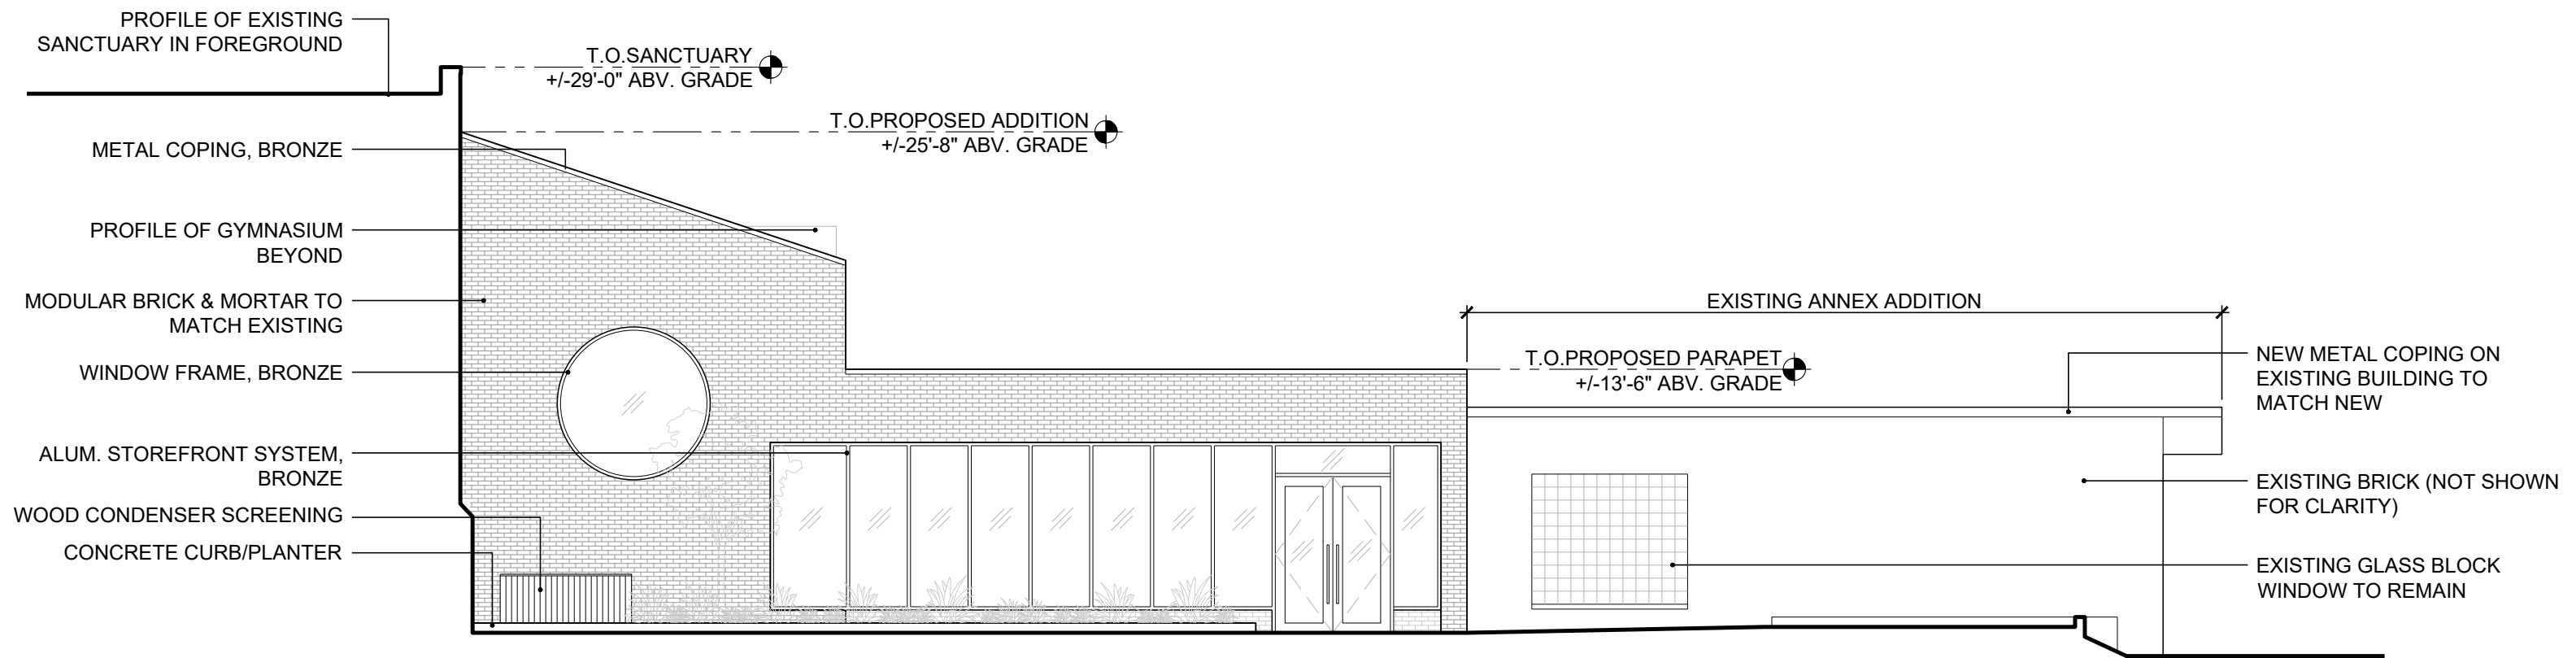 PROFILE OF EXISTING
SANCTUARY IN FOREGROUND
T.O.SANCTUARY
+/-29'-0" ABV. GRADE
T.O.PROPOSED ADDITION
+/-25'-8" ABV. GRADE
METAL COPING, BRONZE
PROFILE OF GYMNASIUM
BEYOND
MODULAR BRICK & MORTAR TO
MATCH EXISTING
WINDOW FRAME, BRONZE
ALUM. STOREFRONT SYSTEM,
BRONZE
WOOD CONDENSER SCREENING
CONCRETE CURB/PLANTER
EXISTING ANNEX ADDITION
T.O.PROPOSED PARAPET
+/-13'-6" ABV. GRADE
NEW METAL COPING ON
EXISTING BUILDING TO
MATCH NEW
EXISTING BRICK (NOT SHOWN
FOR CLARITY)
EXISTING GLASS BLOCK
WINDOW TO REMAIN